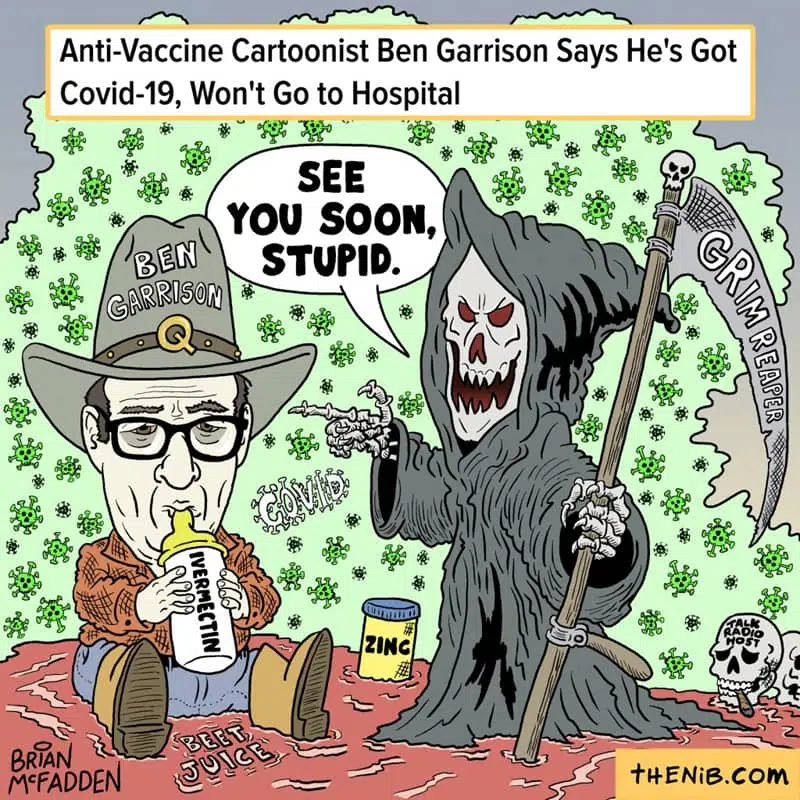 Anti-Vaccine Cartoonist Ben Garrison Says He's Got
Covid-19, Won't Go to Hospital
SEE
YOU SOON,
STUPID.
BEN
GARRISON
Q
GRIM REAPER
COVID
IVERMECTIN
ZINC
TALK
RADIO
HOST
BEET
JUICE
BRIAN
McFADDEN
THENIB.COM